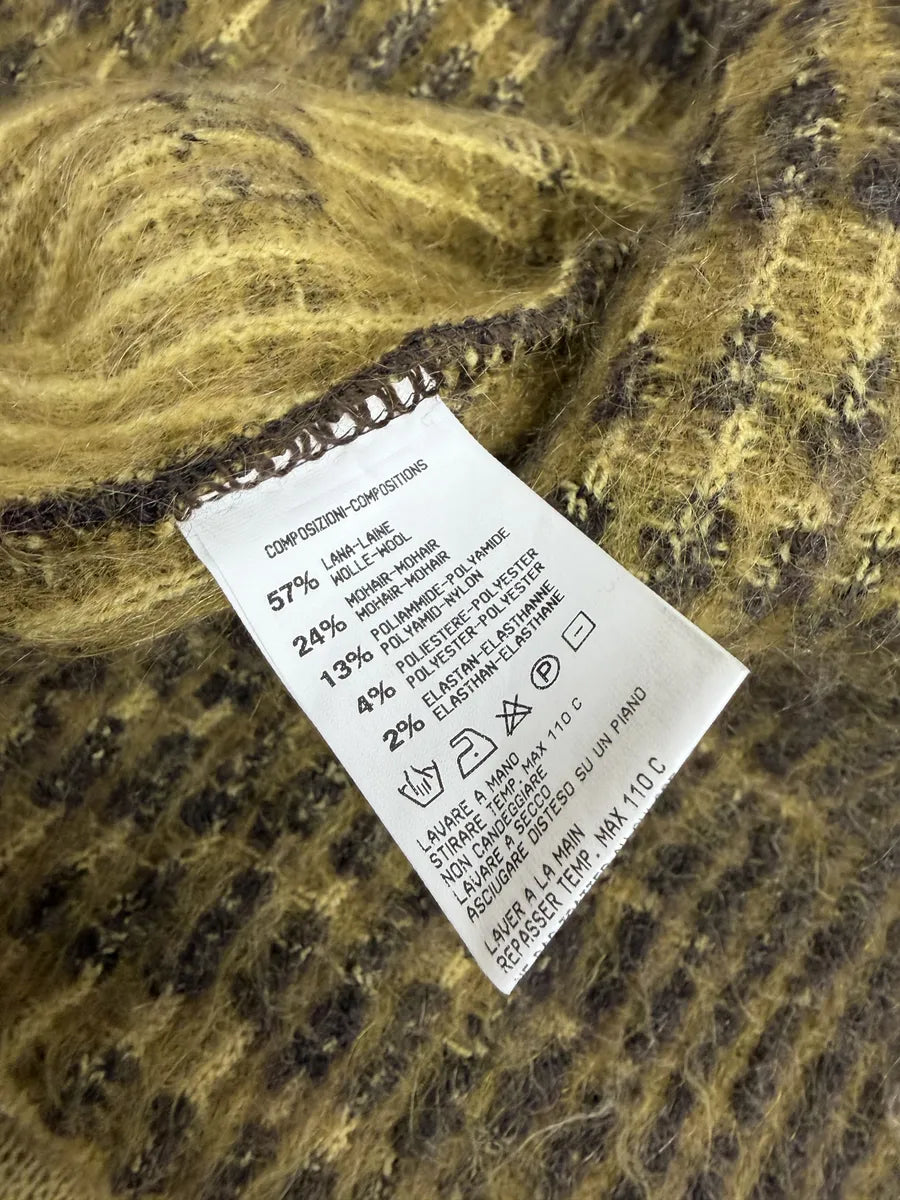 COMPOSIZIONI-COMPOSITIONS
57% LANA-LAINE
WOLLE-WOOL
24% MOHAIR-MOHAIR
MOHAIR-MOHAIR
13% POLIAMMIDE-POLYAMIDE
POLYAMID-NYLON
4% POLIESTERE-POLYESTER
POLYESTER-POLYESTER
2% ELASTAN-ELASTHANNE
ELASTHAN-ELASTHANE
P
LAVARE A MANO
STIRARE TEMP. MAX 110 C
NON CANDEGGIARE
LAVARE A SECCO
ASCIUGARE DISTESO SU UN PIANO
LAVER A LA MAIN
REPASSER TEMP. MAX 110 C